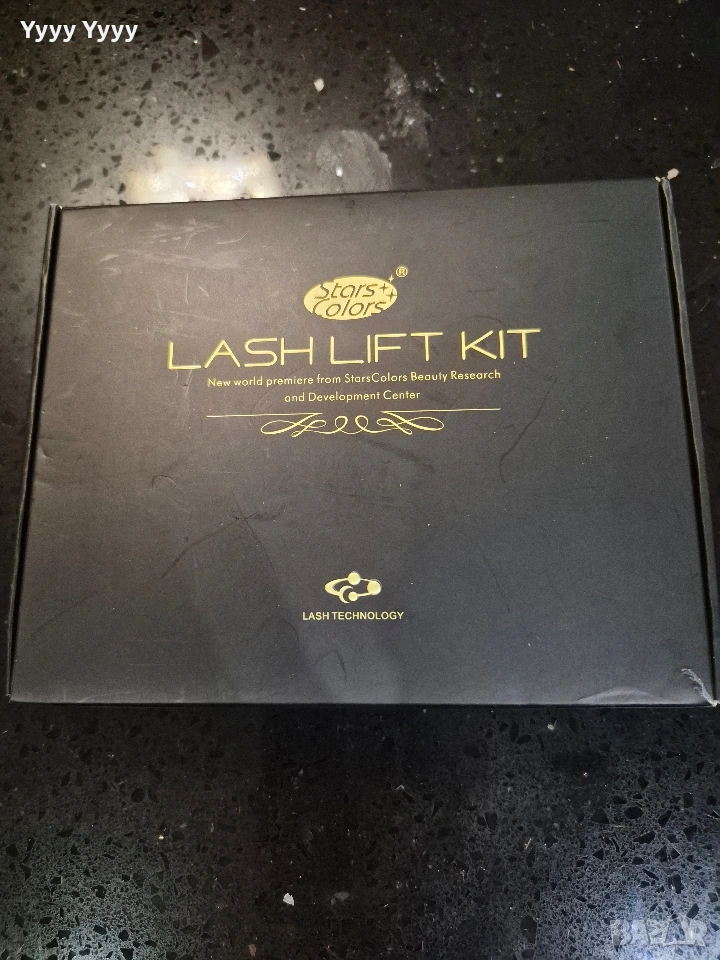 Yyyy Yyyy
Stars
Colors
®
LASH LIFT KIT
New world premiere from StarsColors Beauty Research
and Development Center
LASH TECHNOLOGY
BAZAR